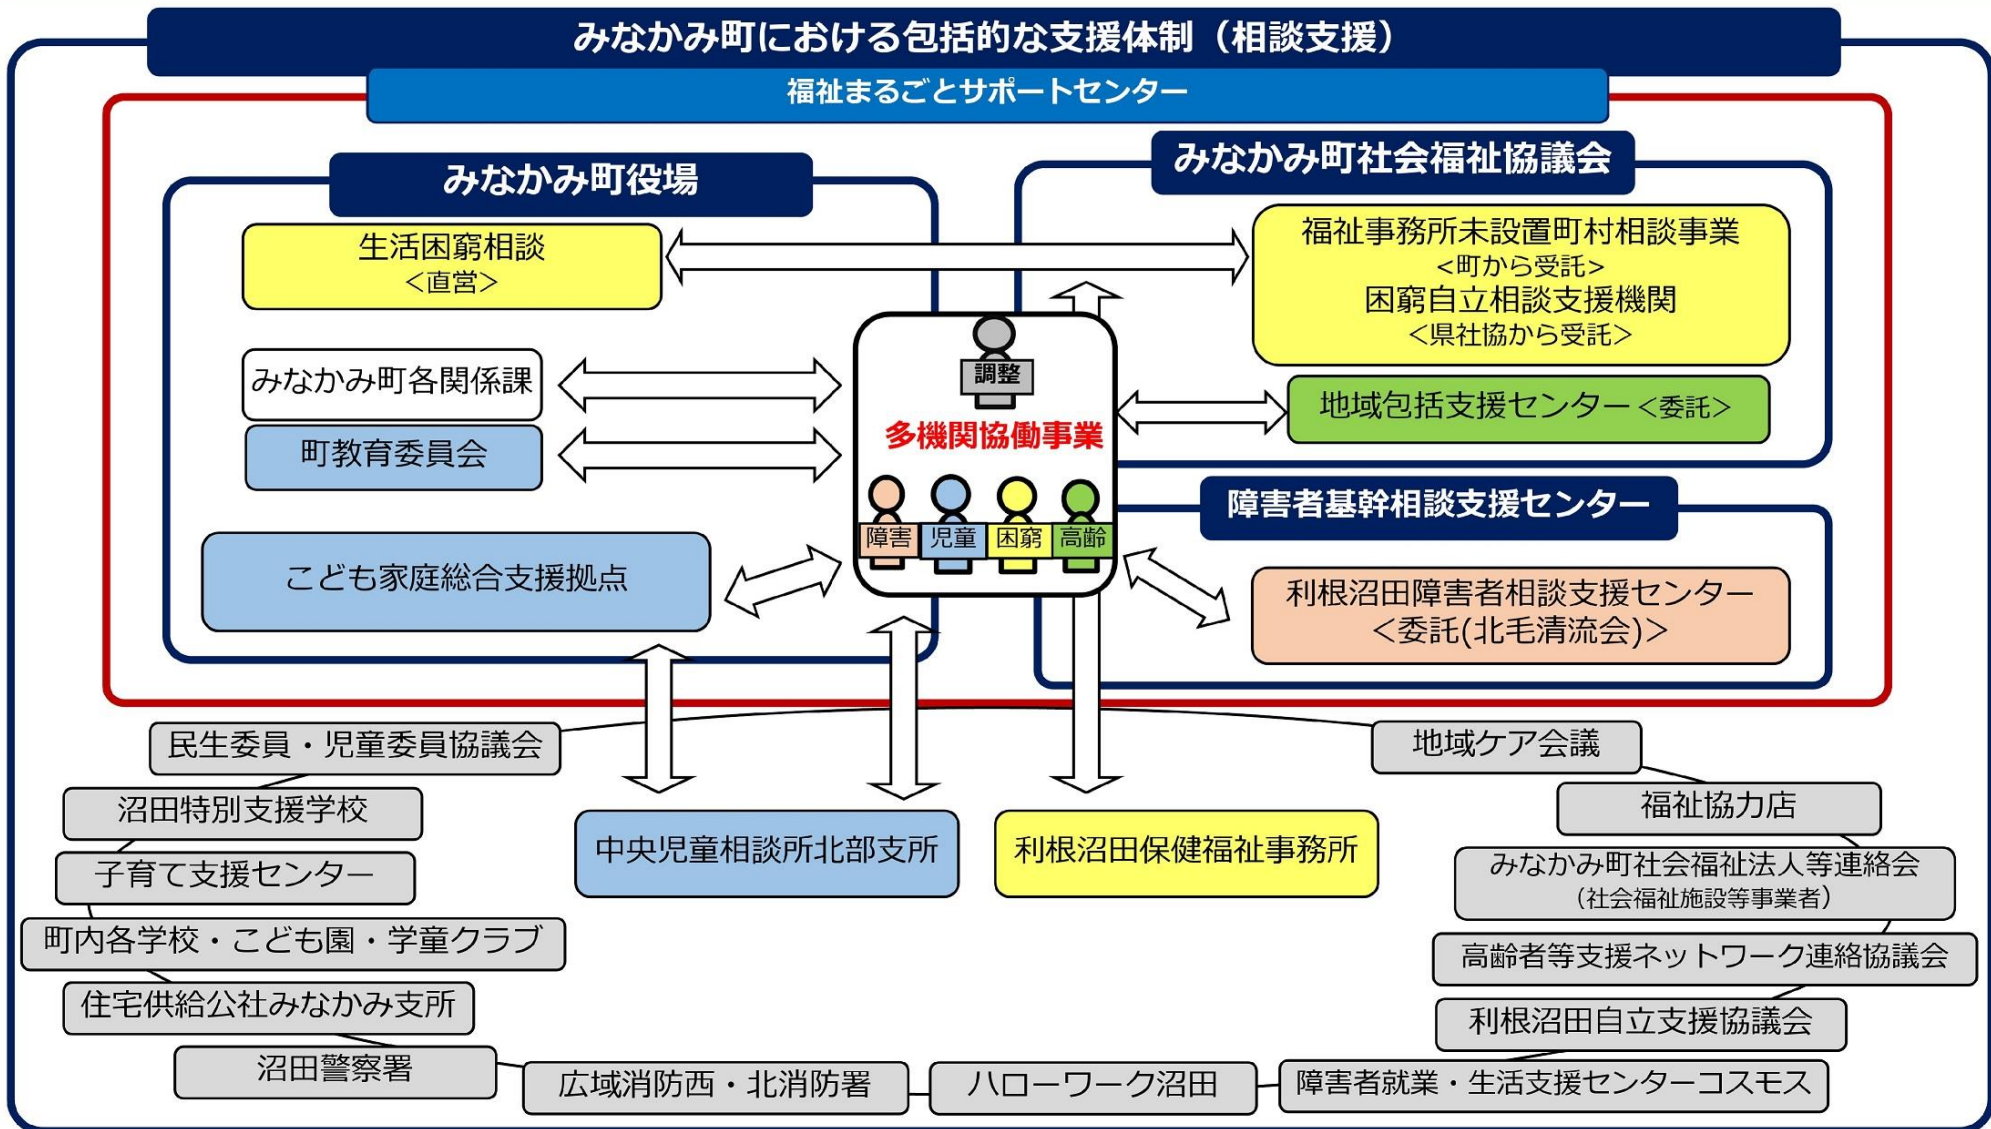 みなかみ町における包括的な支援体制（相談支援）
福祉まるごとサポートセンター
みなかみ町役場
生活困窮相談
＜直営＞
みなかみ町各関係課
町教育委員会
こども家庭総合支援拠点
みなかみ町社会福祉協議会
福祉事務所未設置町村相談事業
<町から受託>
困窮自立相談支援機関
＜県社協から受託＞
地域包括支援センター＜委託＞
調整
多機関協働事業
障害
児童
困窮
高齢
障害者基幹相談支援センター
利根沼田障害者相談支援センター
＜委託(北毛清流会)＞
中央児童相談所北部支所
利根沼田保健福祉事務所
民生委員・児童委員協議会
沼田特別支援学校
子育て支援センター
町内各学校・こども園・学童クラブ
住宅供給公社みなかみ支所
沼田警察署
広域消防西・北消防署
ハローワーク沼田
障害者就業・生活支援センターコスモス
利根沼田自立支援協議会
高齢者等支援ネットワーク連絡協議会
みなかみ町社会福祉法人等連絡会
（社会福祉施設等事業者）
福祉協力店
地域ケア会議